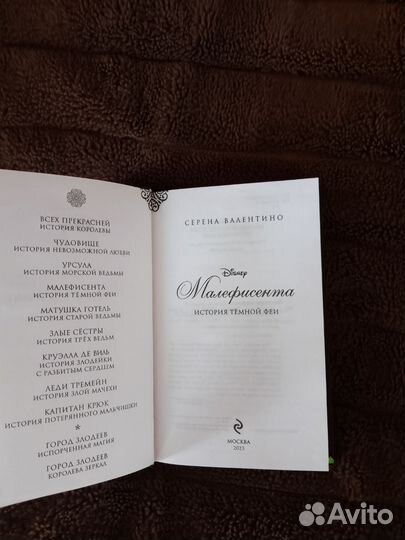 ВСЕХ ПРЕКРАСНЕЙ
ИСТОРИЯ КОРОЛЕВЫ
ЧУДОВИЩЕ
ИСТОРИЯ НЕВОЗМОЖНОЙ ЛЮБВИ
УРСУЛА
ИСТОРИЯ МОРСКОЙ ВЕДЬМЫ
МАЛЕФИСЕНТА
ИСТОРИЯ ТЁМНОЙ ФЕИ
МАТУШКА ГОТЕЛЬ
ИСТОРИЯ СТАРОЙ ВЕДЬМЫ
ЗЛЫЕ СЁСТРЫ
ИСТОРИЯ ТРЁХ ВЕДЬМ
КРУЭЛЛА ДЕ ВИЛЬ
ИСТОРИЯ ЗЛОДЕЙКИ
С РАЗБИТЫМ СЕРДЦЕМ
ЛЕДИ ТРЕМЕЙН
ИСТОРИЯ ЗЛОЙ МАЧЕХИ
КАПИТАН КРЮК
ИСТОРИЯ ПОТЕРЯННОГО МАЛЬЧИШКИ
*
ГОРОД ЗЛОДЕЕВ
ИСПОРЧЕННАЯ МАГИЯ
ГОРОД ЗЛОДЕЕВ
КОРОЛЕВА ЗЕРКАЛ
СЕРЕНА ВАЛЕНТИНО
Disney
Малефисента
ИСТОРИЯ ТЁМНОЙ ФЕИ
МОСКВА
2023
Avito